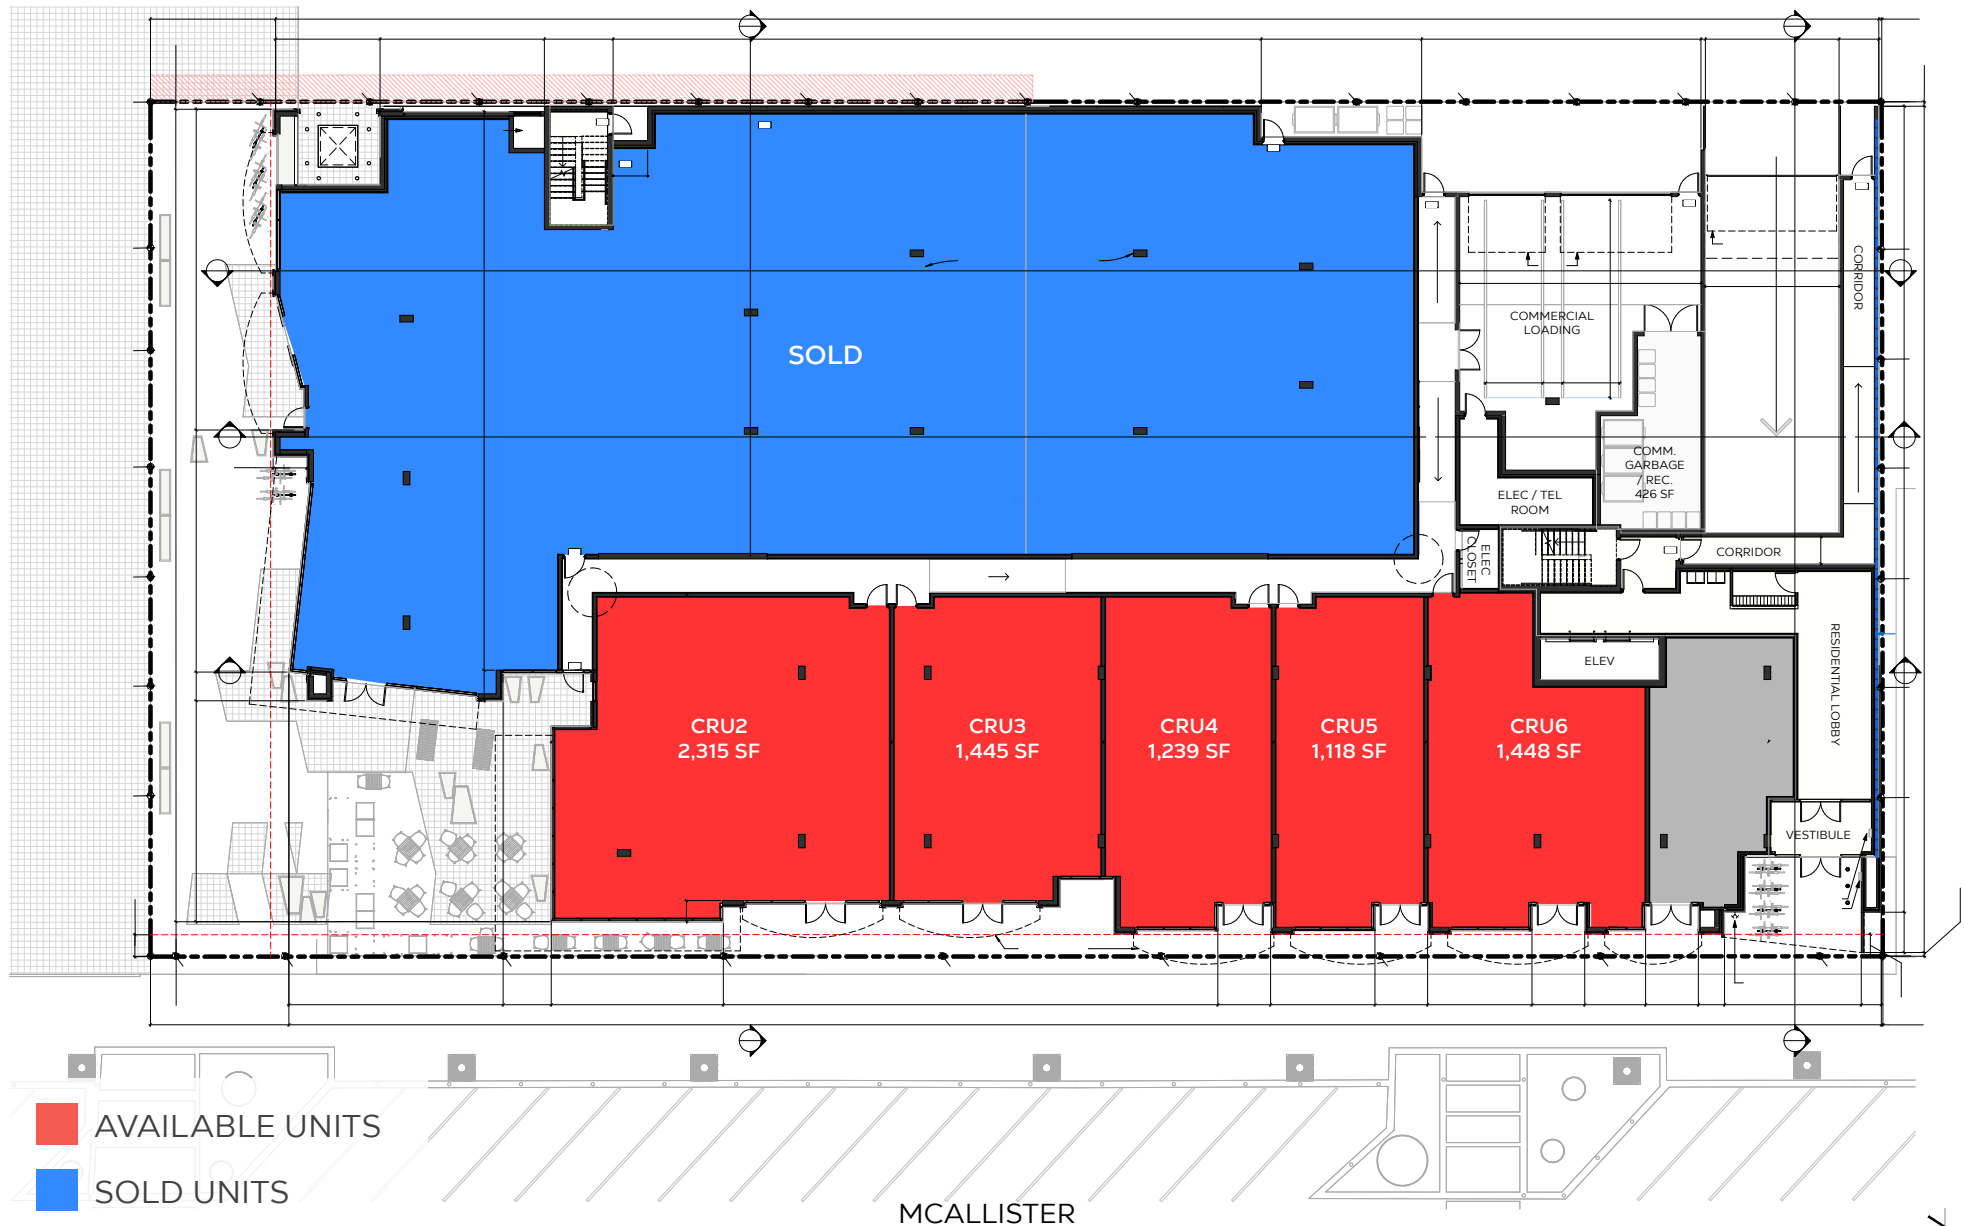 SOLD
COMMERCIAL
LOADING
CORRIDOR
COMM.
GARBAGE
/ REC.
426 SF
ELEC / TEL
ROOM
ELEC
CLOSET
CORRIDOR
ELEV
RESIDENTIAL LOBBY
CRU2
2,315 SF
CRU3
1,445 SF
CRU4
1,239 SF
CRU5
1,118 SF
CRU6
1,448 SF
VESTIBULE
AVAILABLE UNITS
SOLD UNITS
MCALLISTER